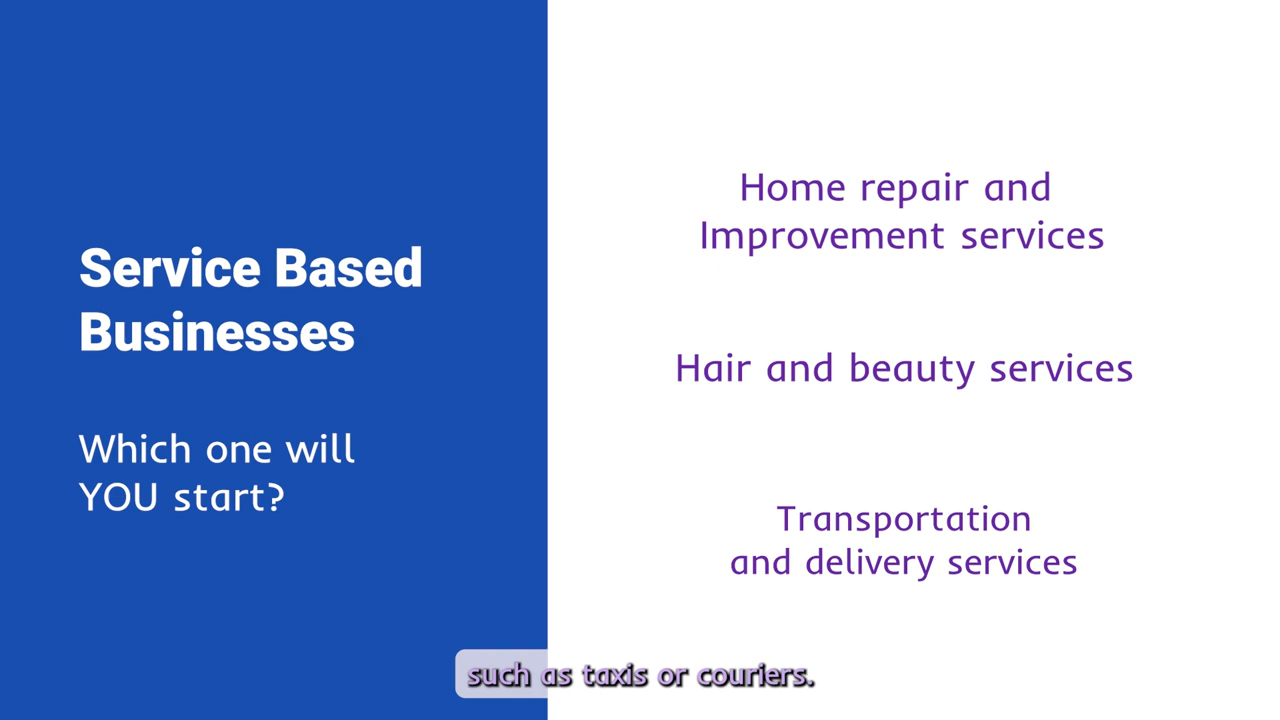 Service Based
Businesses
Which one will
YOU start?
Home repair and
Improvement services
Hair and beauty services
Transportation
and delivery services
such as taxis or couriers.